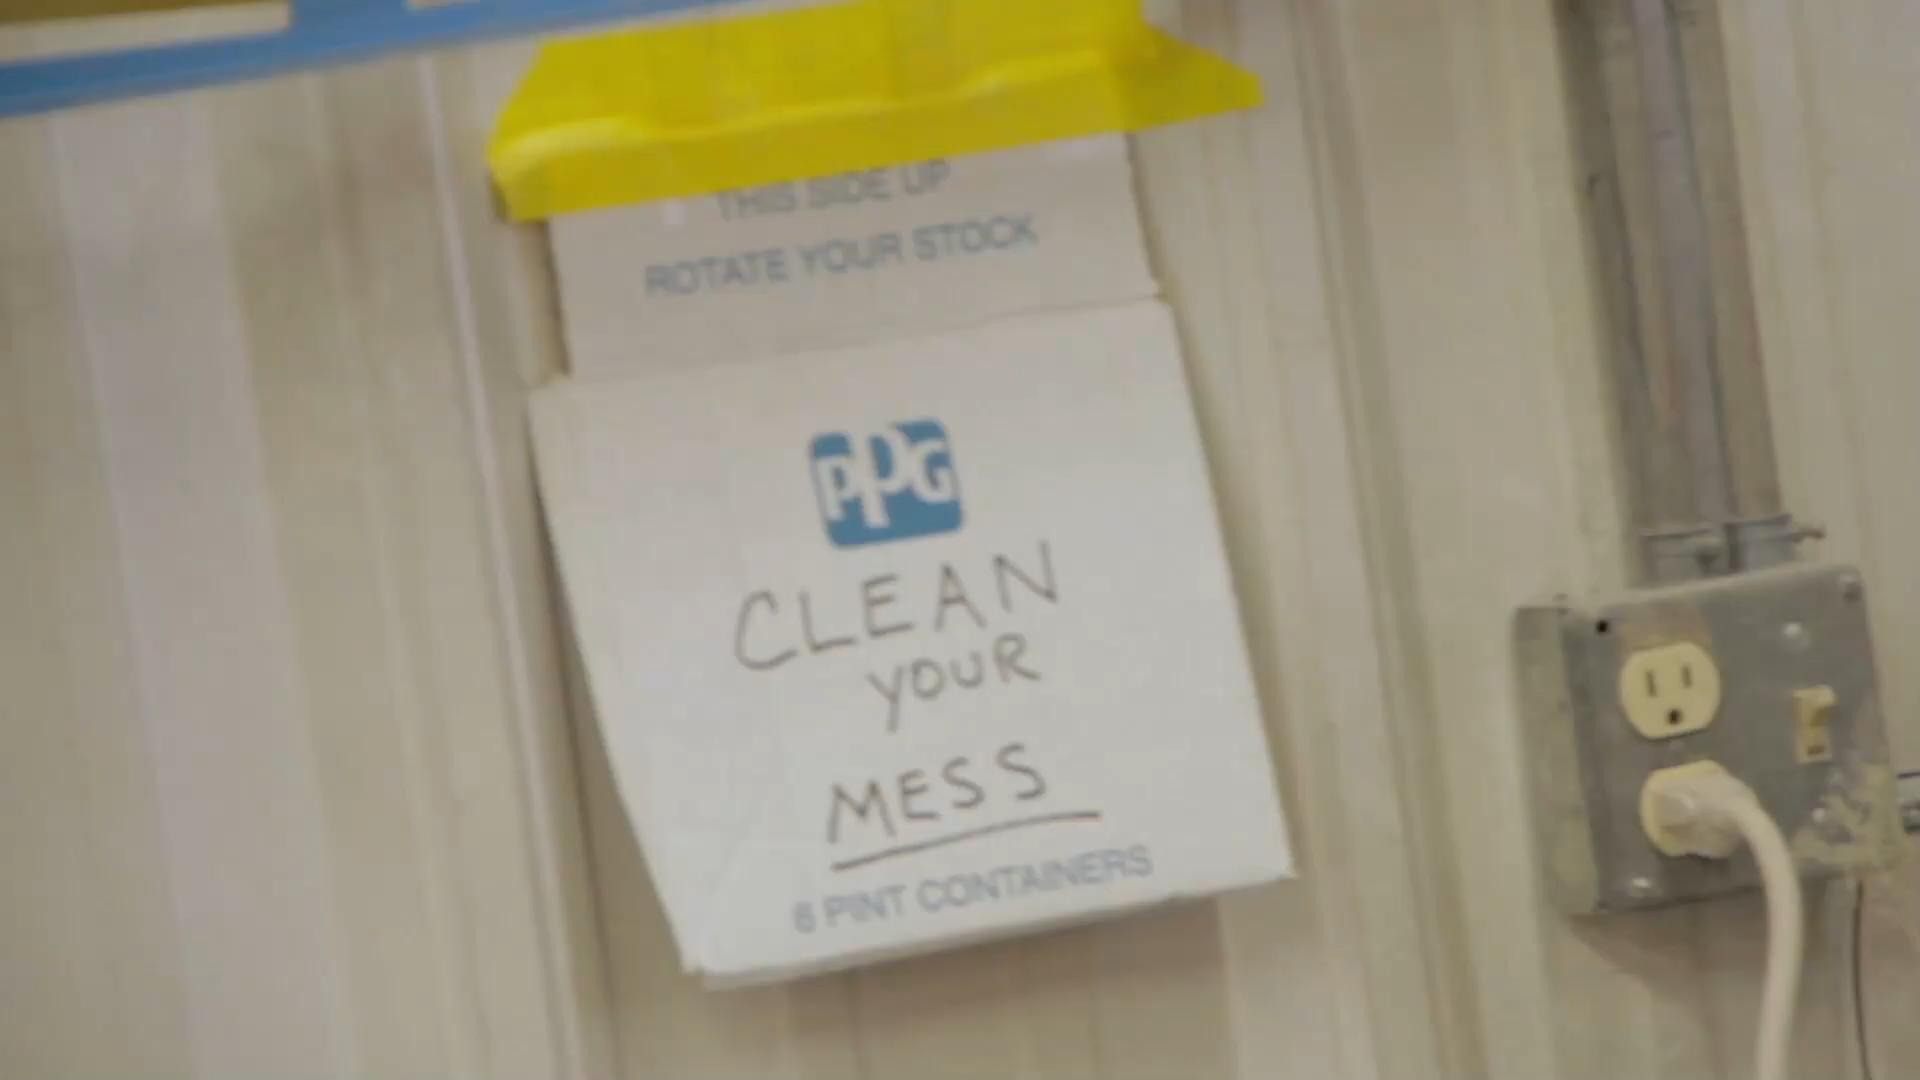 THIS SIDE UP
ROTATE YOUR STOCK
PPG
CLEAN
YOUR
MESS
6 PINT CONTAINERS